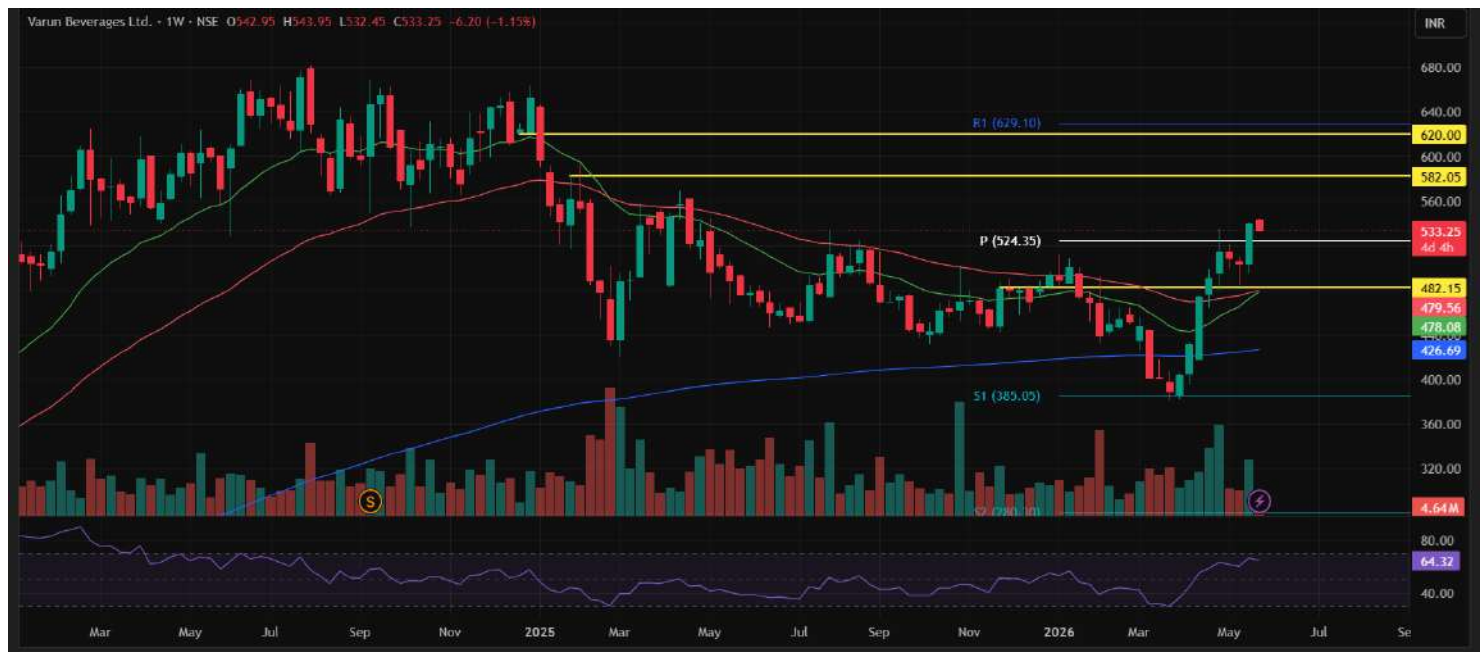 Varun Beverages Ltd. · 1W · NSE O542.95 H543.95 L532.45 C533.25 -6.20 (-1.15%)
INR
680.00
640.00
R1 (629.10)
620.00
600.00
582.05
560.00
P (524.35)
533.25
4d 4h
482.15
479.56
478.08
426.69
400.00
S1 (385.05)
360.00
320.00
S
S2 (280.30)
4.64M
80.00
64.32
40.00
Mar May Jul Sep Nov 2025 Mar May Jul Sep Nov 2026 Mar May Jul Se